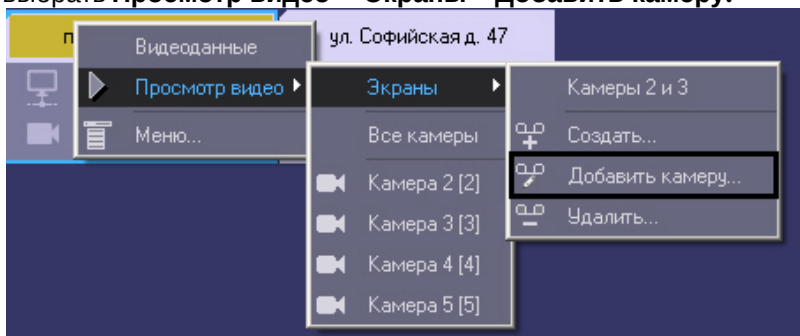 выбрать Просмотр видео – Экраны – Добавить камеру.
п
ул. Софийская д. 47
Видеоданные
Просмотр видео
Меню...
Экраны
Все камеры
Камера 2 [2]
Камера 3 [3]
Камера 4 [4]
Камера 5 [5]
Камеры 2 и 3
Создать...
Добавить камеру...
Удалить...